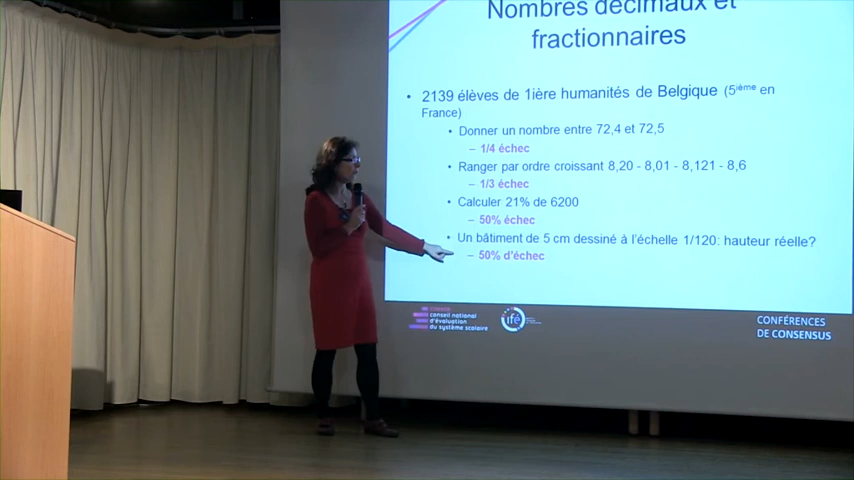 Nombres décimaux et
fractionnaires
• 2139 élèves de 1ière humanités de Belgique (5ième en
France)
• Donner un nombre entre 72,4 et 72,5
– 1/4 échec
• Ranger par ordre croissant 8,20 - 8,01 - 8,121 - 8,6
– 1/3 échec
• Calculer 21% de 6200
– 50% échec
• Un bâtiment de 5 cm dessiné à l'échelle 1/120: hauteur réelle?
– 50% d'échec
conseil national
d'évaluation
du système scolaire
ifé
CONFÉRENCES
DE CONSENSUS